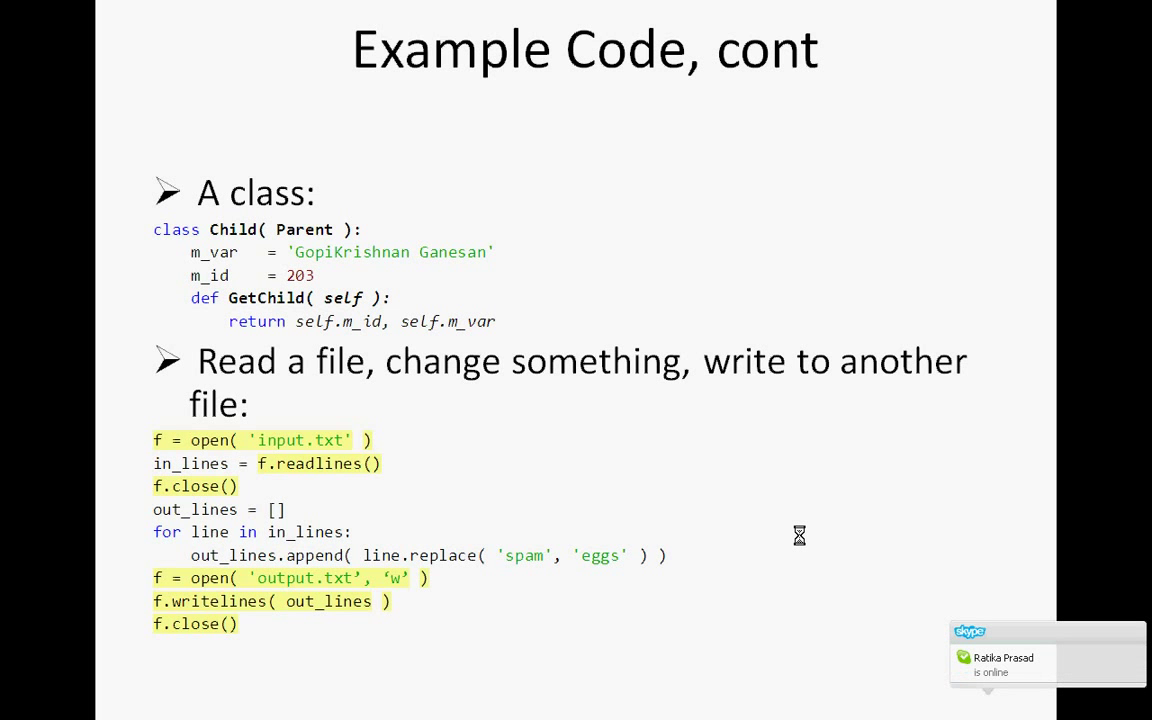 Example Code, cont
➢ A class:
class Child( Parent ):
    m_var   = 'GopiKrishnan Ganesan'
    m_id    = 203
    def GetChild( self ):
        return self.m_id, self.m_var
➢ Read a file, change something, write to another
file:
f = open( 'input.txt' )
in_lines = f.readlines()
f.close()
out_lines = []
for line in in_lines:
    out_lines.append( line.replace( 'spam', 'eggs' ) )
f = open( 'output.txt’, ‘w’ )
f.writelines( out_lines )
f.close()
skype
Ratika Prasad
is online